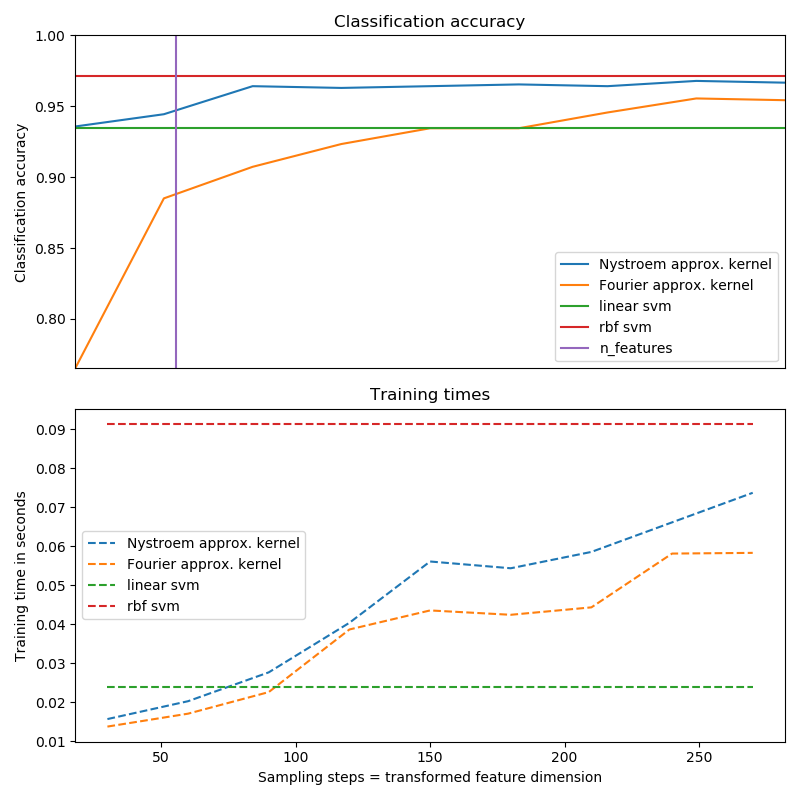 Classification accuracy
Classification accuracy
1.00
0.95
0.90
0.85
0.80
Nystroem approx. kernel
Fourier approx. kernel
linear svm
rbf svm
n_features
Training times
Training time in seconds
0.09
0.08
0.07
0.06
0.05
0.04
0.03
0.02
0.01
Nystroem approx. kernel
Fourier approx. kernel
linear svm
rbf svm
50 100 150 200 250
Sampling steps = transformed feature dimension